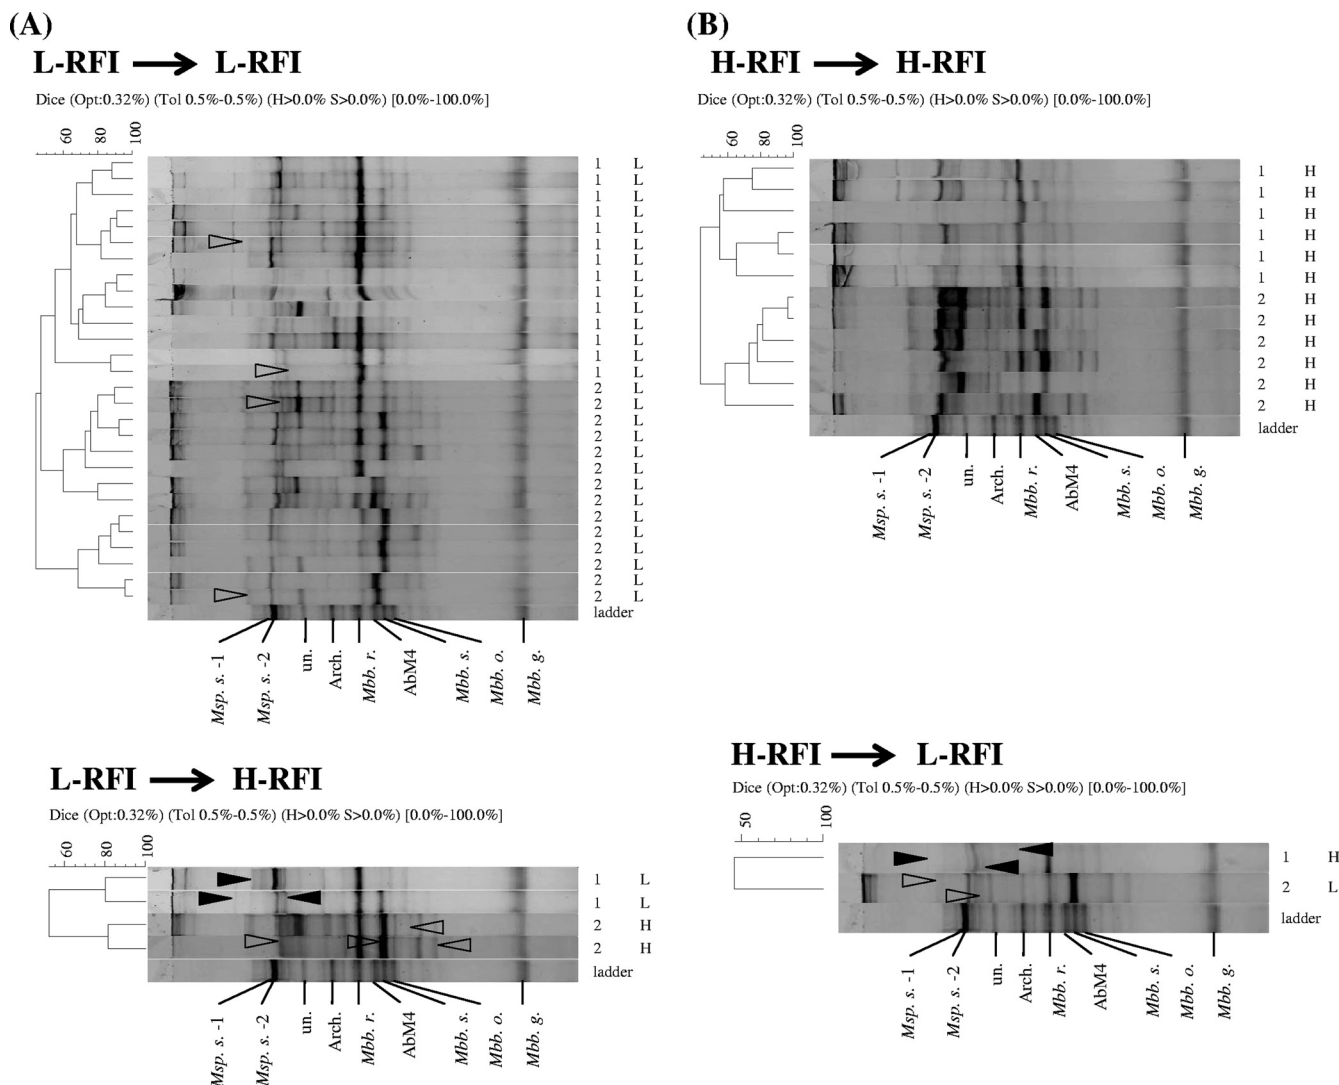 (A)
L-RFI → L-RFI
Dice (Opt:0.32%) (Tol 0.5%-0.5%) (H>0.0% S>0.0%) [0.0%-100.0%]
60 80 100
1 L
1 L
1 L
1 L
1 L
1 L
1 L
1 L
1 L
1 L
1 L
1 L
1 L
1 L
2 L
2 L
2 L
2 L
2 L
2 L
2 L
2 L
2 L
2 L
2 L
2 L
2 L
2 L
ladder
Msp. s. -1
Msp. s. -2
un.
Arch.
Mbb. r.
AbM4
Mbb. s.
Mbb. o.
Mbb. g.
(B)
H-RFI → H-RFI
Dice (Opt:0.32%) (Tol 0.5%-0.5%) (H>0.0% S>0.0%) [0.0%-100.0%]
60 80 100
1 H
1 H
1 H
1 H
1 H
1 H
2 H
2 H
2 H
2 H
2 H
2 H
ladder
Msp. s. -1
Msp. s. -2
un.
Arch.
Mbb. r.
AbM4
Mbb. s.
Mbb. o.
Mbb. g.
L-RFI → H-RFI
Dice (Opt:0.32%) (Tol 0.5%-0.5%) (H>0.0% S>0.0%) [0.0%-100.0%]
60 80 100
1 L
1 L
2 H
2 H
ladder
Msp. s. -1
Msp. s. -2
un.
Arch.
Mbb. r.
AbM4
Mbb. s.
Mbb. o.
Mbb. g.
H-RFI → L-RFI
Dice (Opt:0.32%) (Tol 0.5%-0.5%) (H>0.0% S>0.0%) [0.0%-100.0%]
50 100
1 H
2 L
ladder
Msp. s. -1
Msp. s. -2
un.
Arch.
Mbb. r.
AbM4
Mbb. s.
Mbb. o.
Mbb. g.